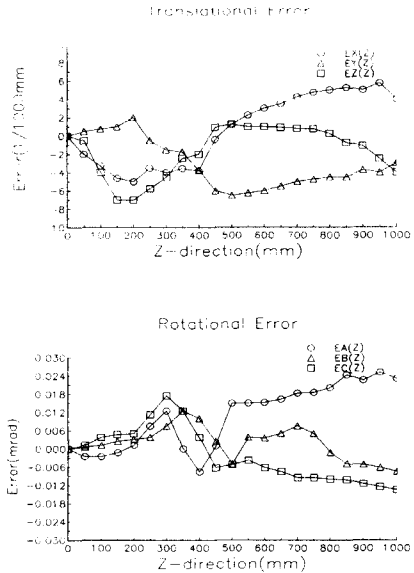 Translational Error
EX(Z)
EY(Z)
EZ(Z)
8
6
4
2
0
-2
-4
-6
-8
Error(1/1000mm
0 100 200 300 400 500 600 700 800 900 1000
Z-direction(mm)
Rotational Error
EA(Z)
EB(Z)
EC(Z)
0.030
0.024
0.018
0.012
0.006
0.000
-0.006
-0.012
-0.018
-0.024
-0.030
Error(mrad)
0 100 200 300 400 500 600 700 800 900 1000
Z-direction(mm)